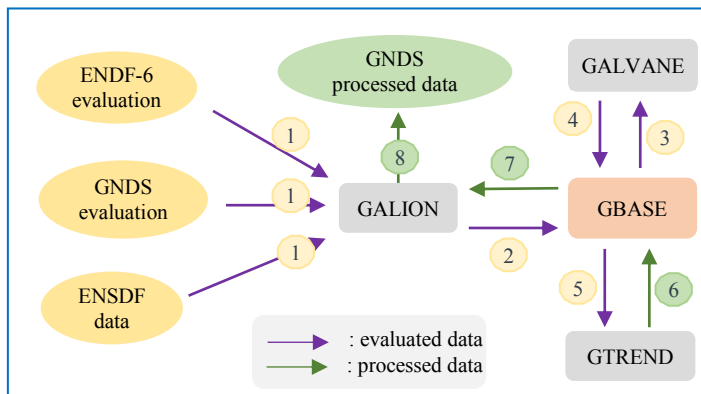 ENDF-6
evaluation
GNDS
processed data
GALVANE
1
4
3
8
7
GNDS
evaluation
1
GALION
GBASE
1
2
ENSDF
data
5
6
: evaluated data
: processed data
GTREND